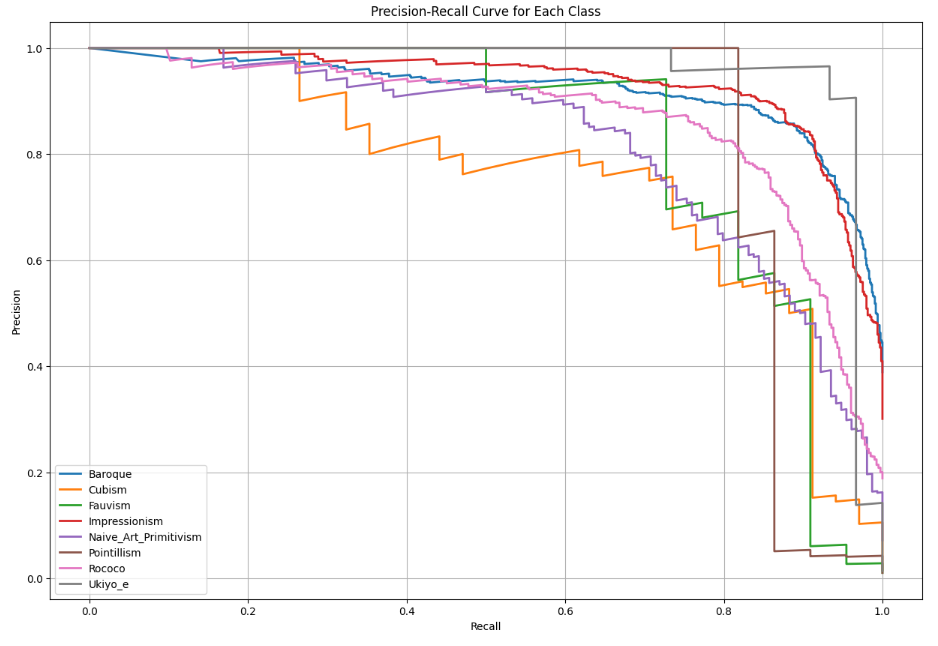 Precision-Recall Curve for Each Class
1.0
0.8
0.6
0.4
0.2
0.0
Precision
Baroque
Cubism
Fauvism
Impressionism
Naive_Art_Primitivism
Pointillism
Rococo
Ukiyo_e
0.0 0.2 0.4 0.6 0.8 1.0
Recall